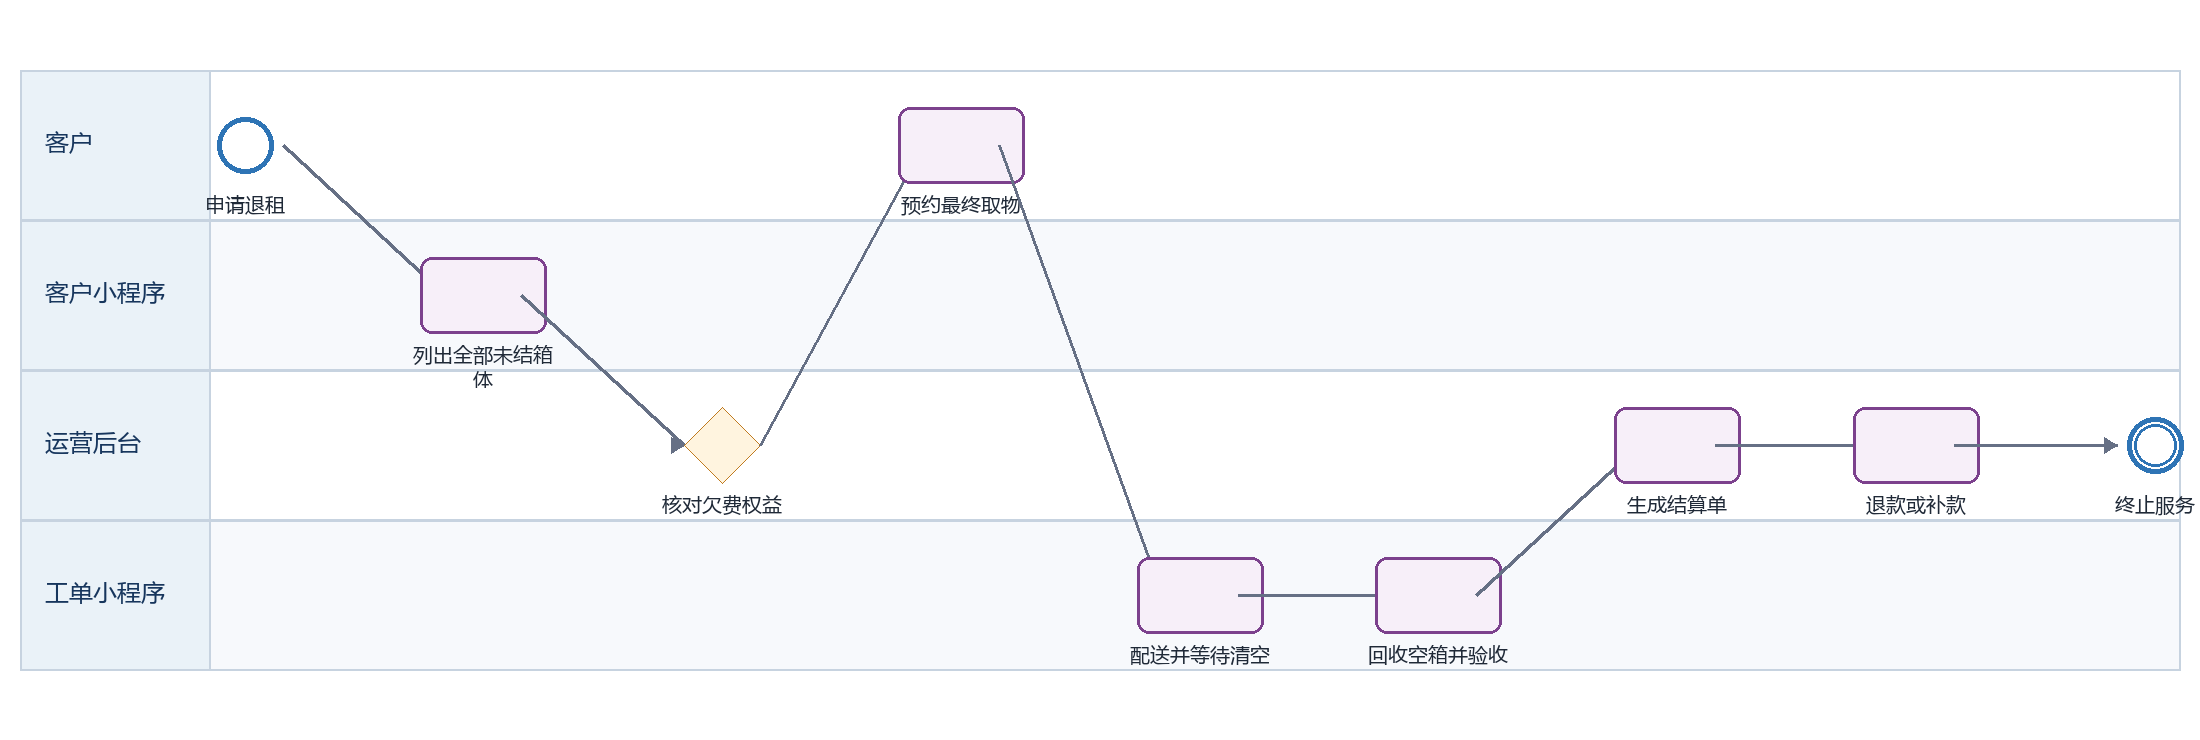 客户
申请退租
预约最终取物
客户小程序
列出全部未结箱
体
运营后台
核对欠费权益
生成结算单
退款或补款
终止服务
工单小程序
配送并等待清空
回收空箱并验收